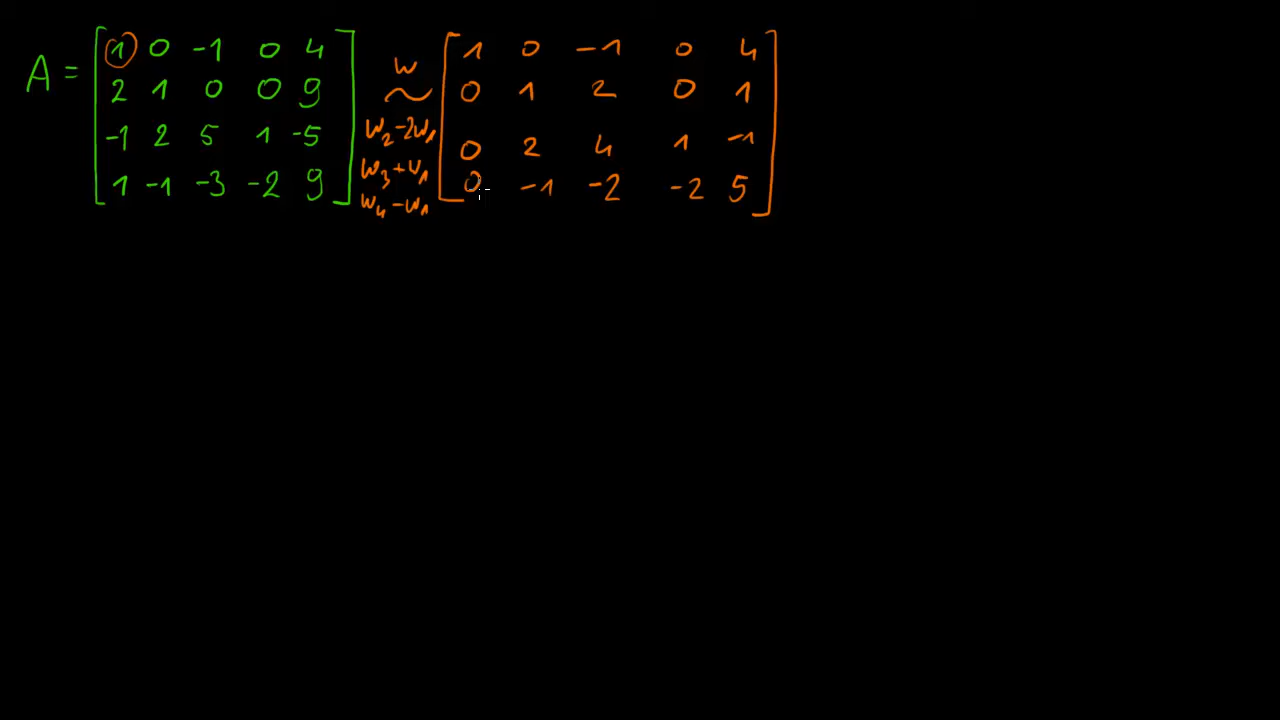 A = [ 1 0 -1 0 4
2 1 0 0 9
-1 2 5 1 -5
1 -1 -3 -2 9 ]
w
~
w₂-2w₁
w₃+w₁
w₄-w₁
[ 1 0 -1 0 4
0 1 2 0 1
0 2 4 1 -1
0 -1 -2 -2 5 ]